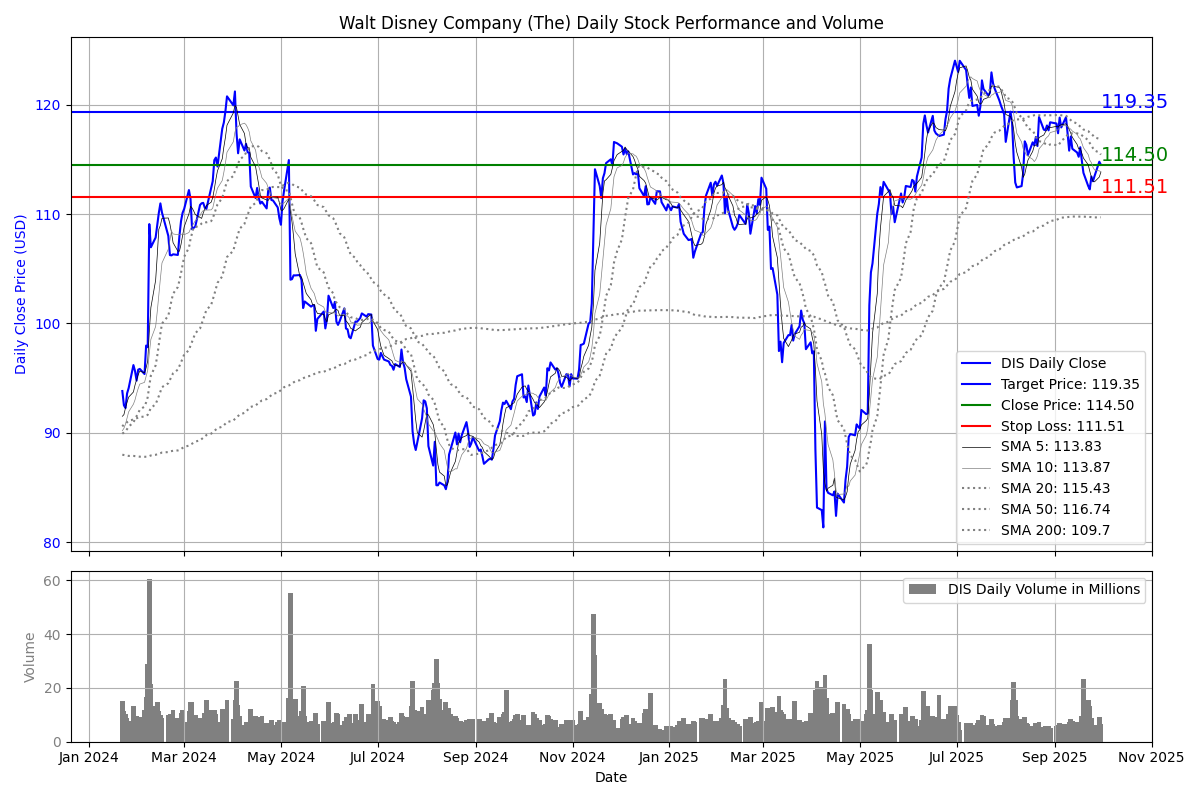 Walt Disney Company (The) Daily Stock Performance and Volume
Daily Close Price (USD)
120
110
100
90
80
119.35
114.50
111.51
DIS Daily Close
Target Price: 119.35
Close Price: 114.50
Stop Loss: 111.51
SMA 5: 113.83
SMA 10: 113.87
SMA 20: 115.43
SMA 50: 116.74
SMA 200: 109.7
Volume
60
40
20
0
DIS Daily Volume in Millions
Jan 2024 Mar 2024 May 2024 Jul 2024 Sep 2024 Nov 2024 Jan 2025 Mar 2025 May 2025 Jul 2025 Sep 2025 Nov 2025
Date